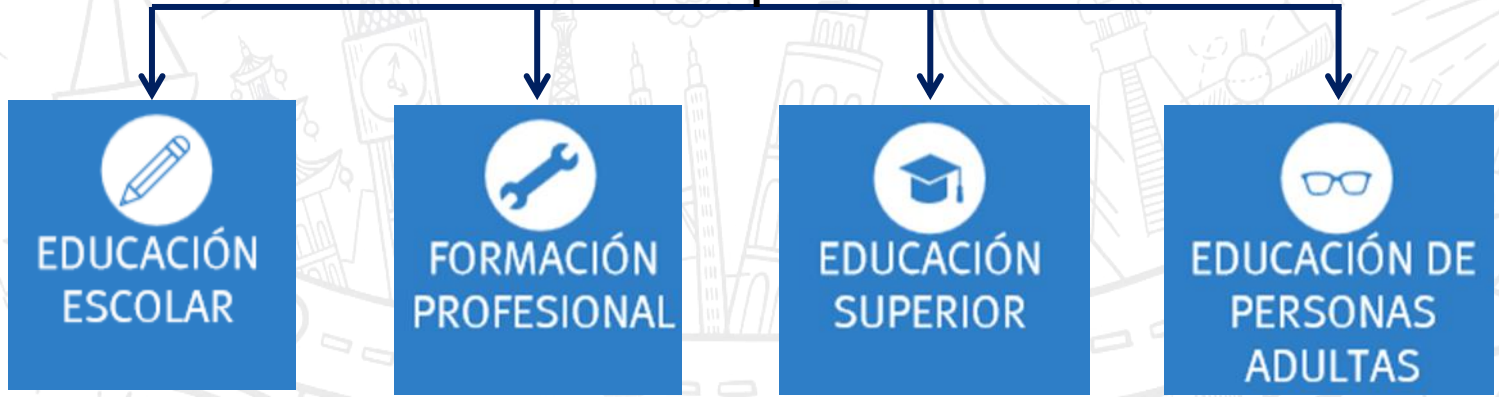 EDUCACIÓN
ESCOLAR
FORMACIÓN
PROFESIONAL
EDUCACIÓN
SUPERIOR
EDUCACIÓN DE
PERSONAS
ADULTAS